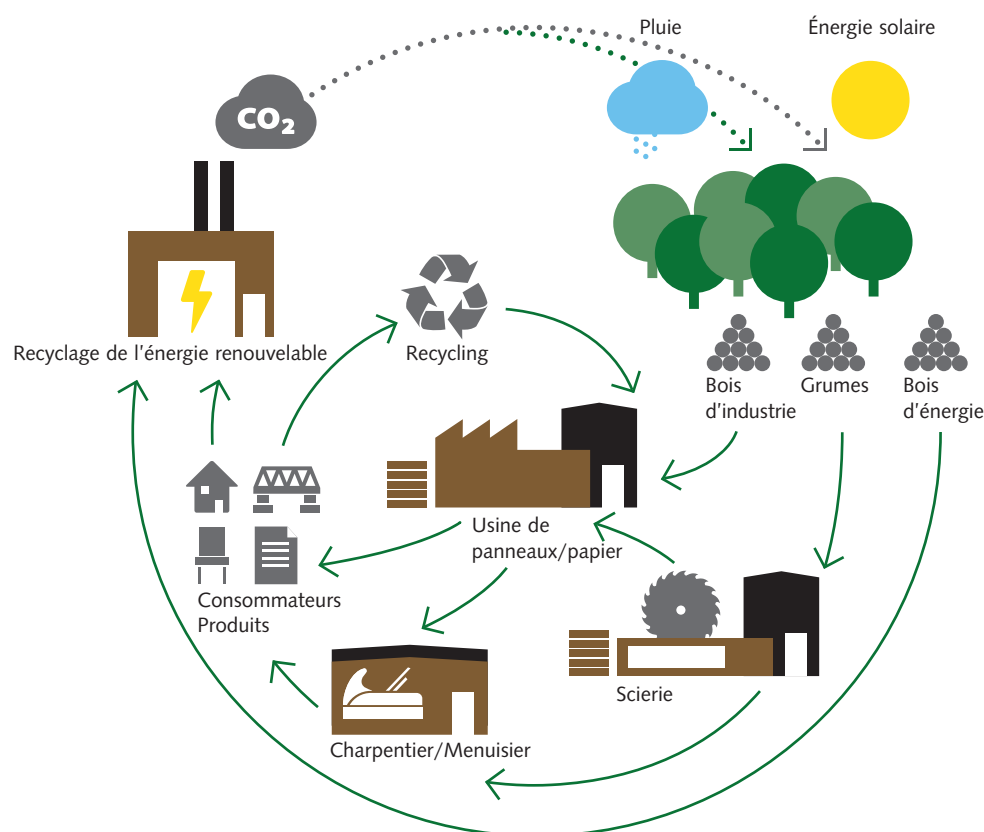 Pluie
Énergie solaire
CO₂
Recyclage de l'énergie renouvelable
Recycling
Bois
d'industrie
Grumes
Bois
d'énergie
Usine de
panneaux/papier
Consommateurs
Produits
Scierie
Charpentier/Menuisier